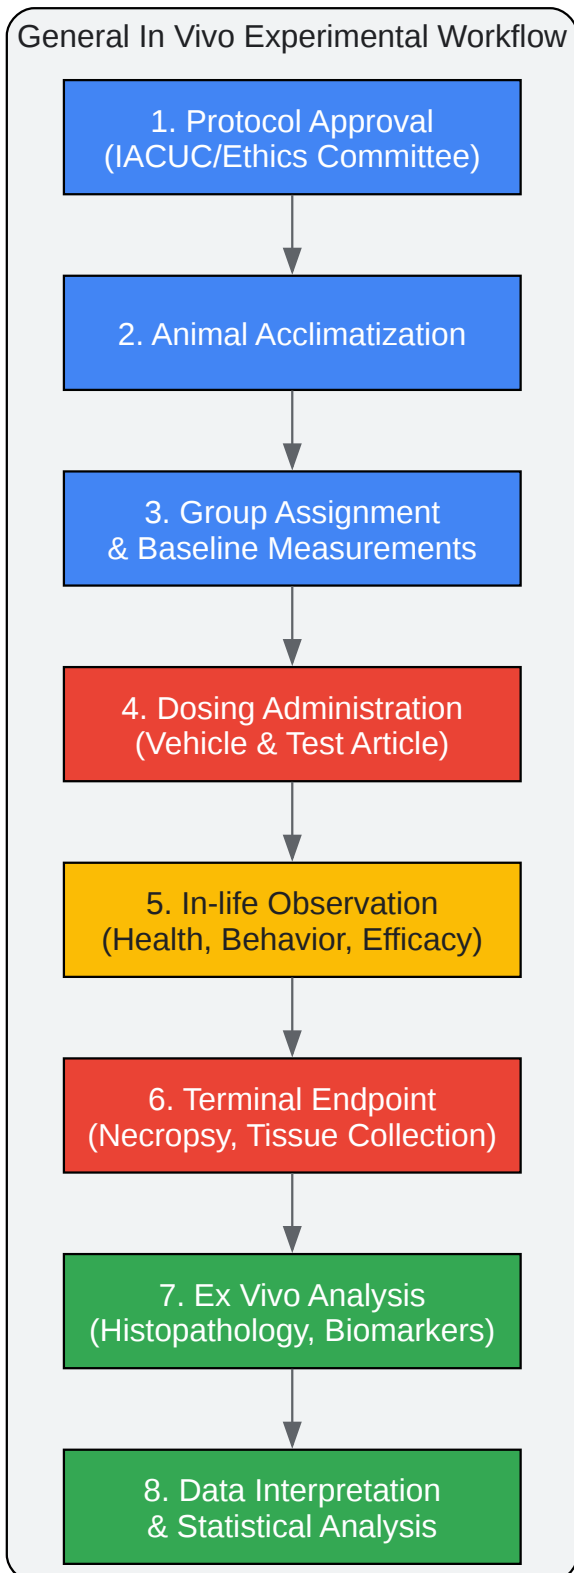 General In Vivo Experimental Workflow
1. Protocol Approval
(IACUC/Ethics Committee)
2. Animal Acclimatization
3. Group Assignment
& Baseline Measurements
4. Dosing Administration
(Vehicle & Test Article)
5. In-life Observation
(Health, Behavior, Efficacy)
6. Terminal Endpoint
(Necropsy, Tissue Collection)
7. Ex Vivo Analysis
(Histopathology, Biomarkers)
8. Data Interpretation
& Statistical Analysis